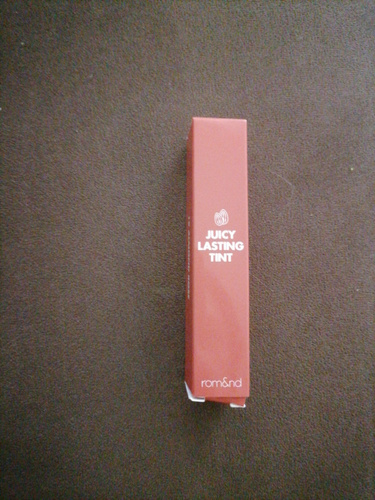 JUICY
LASTING
TINT
rom&nd